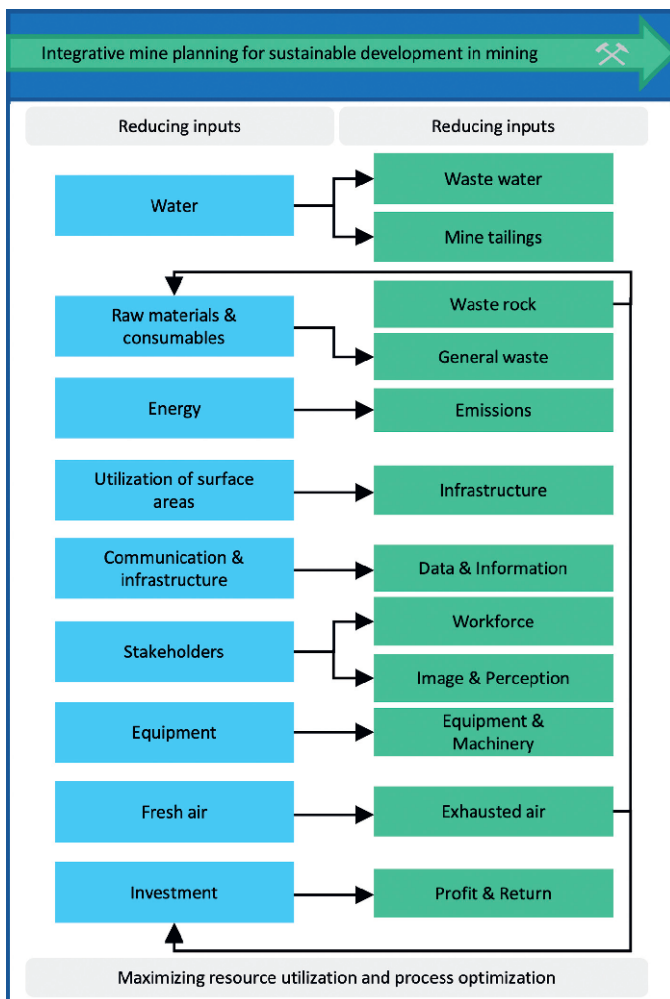 Integrative mine planning for sustainable development in mining
Reducing inputs
Reducing inputs
Water
Waste water
Mine tailings
Raw materials &
consumables
Waste rock
General waste
Energy
Emissions
Utilization of surface
areas
Infrastructure
Communication &
infrastructure
Data & Information
Stakeholders
Workforce
Image & Perception
Equipment
Equipment &
Machinery
Fresh air
Exhausted air
Investment
Profit & Return
Maximizing resource utilization and process optimization